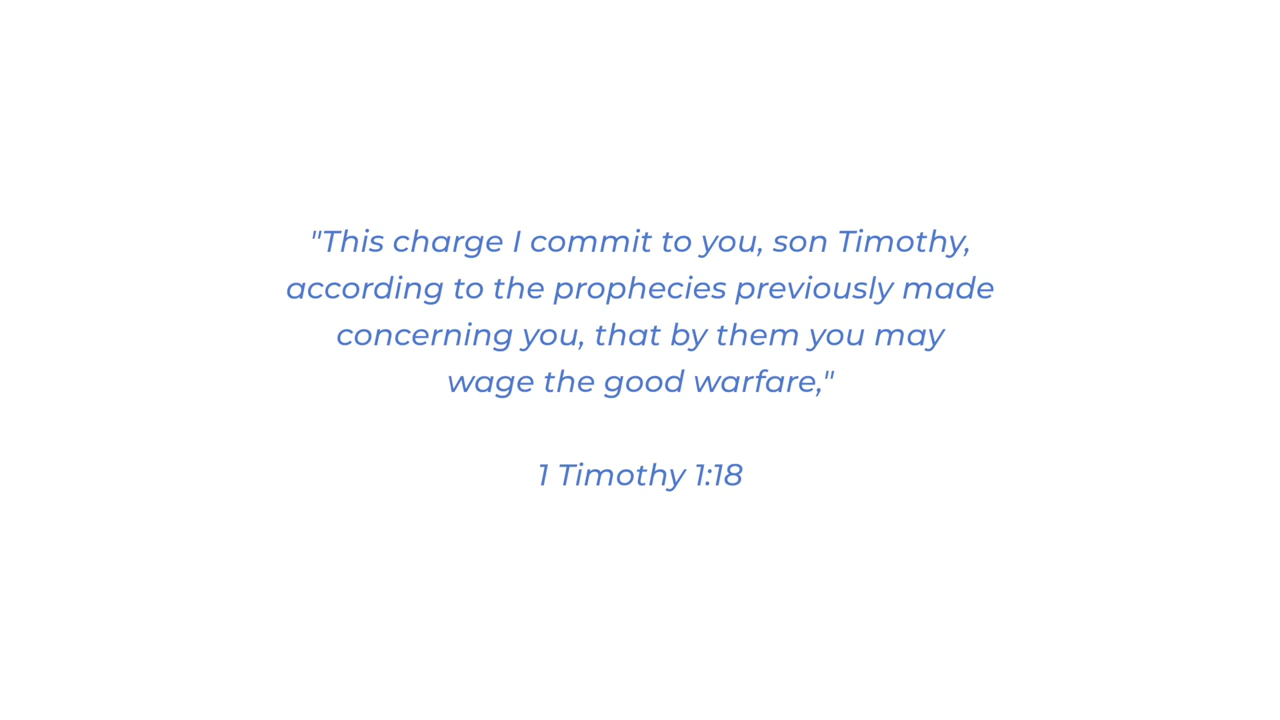 "This charge I commit to you, son Timothy,
according to the prophecies previously made
concerning you, that by them you may
wage the good warfare,"
1 Timothy 1:18